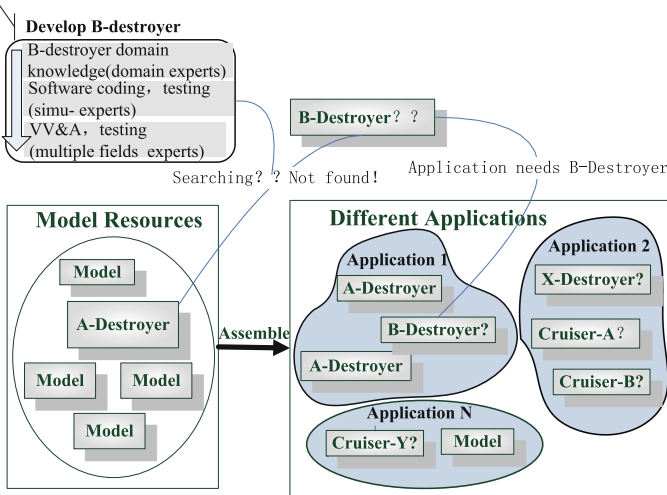 Develop B-destroyer
B-destroyer domain
knowledge(domain experts)
Software coding，testing
(simu- experts)
VV&A，testing
(multiple fields experts)
B-Destroyer？？
Searching？？Not found!
Application needs B-Destroyer
Model Resources
Model
A-Destroyer
Model
Model
Model
Assemble
Different Applications
Application 1
A-Destroyer
B-Destroyer?
A-Destroyer
Application 2
X-Destroyer?
Cruiser-A？
Cruiser-B?
Application N
Cruiser-Y?
Model